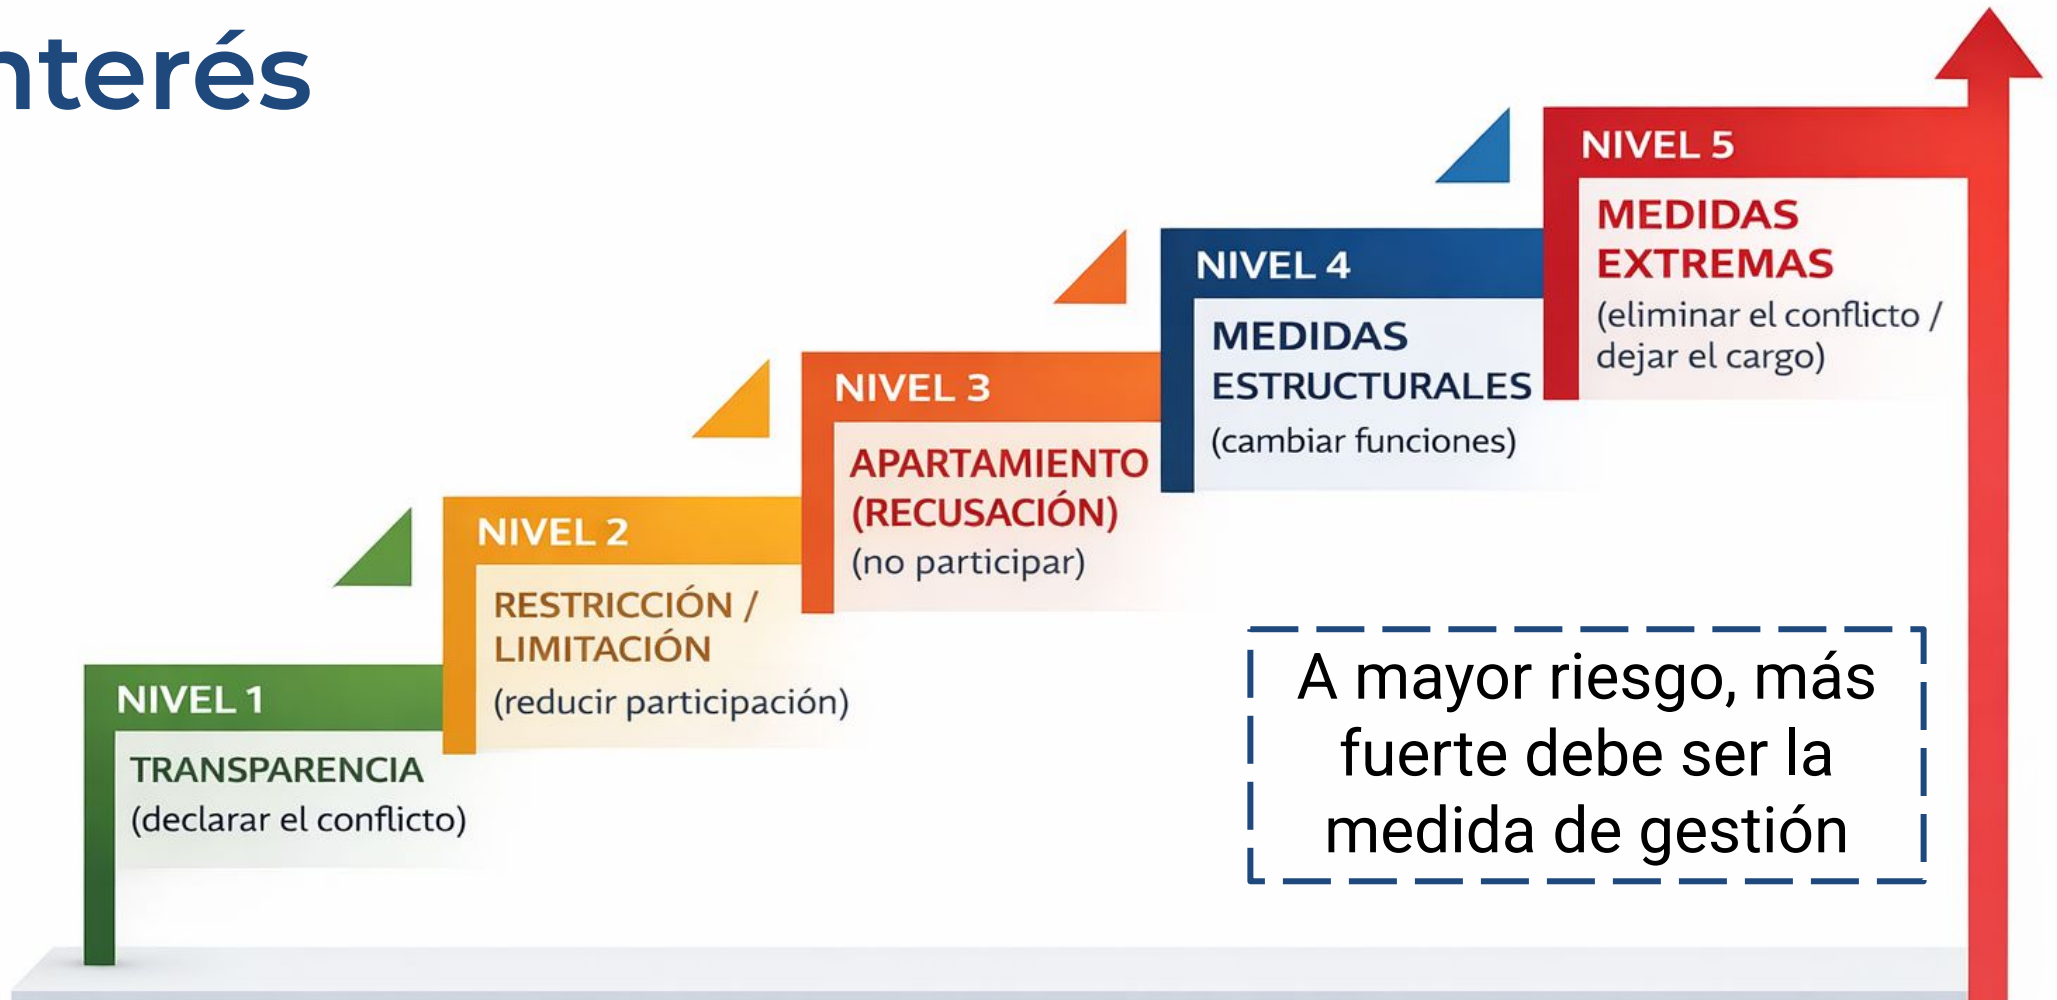 nterés
NIVEL 1
TRANSPARENCIA
(declarar el conflicto)
NIVEL 2
RESTRICCIÓN /
LIMITACIÓN
(reducir participación)
NIVEL 3
APARTAMIENTO
(RECUSACIÓN)
(no participar)
NIVEL 4
MEDIDAS
ESTRUCTURALES
(cambiar funciones)
NIVEL 5
MEDIDAS
EXTREMAS
(eliminar el conflicto /
dejar el cargo)
A mayor riesgo, más
fuerte debe ser la
medida de gestión